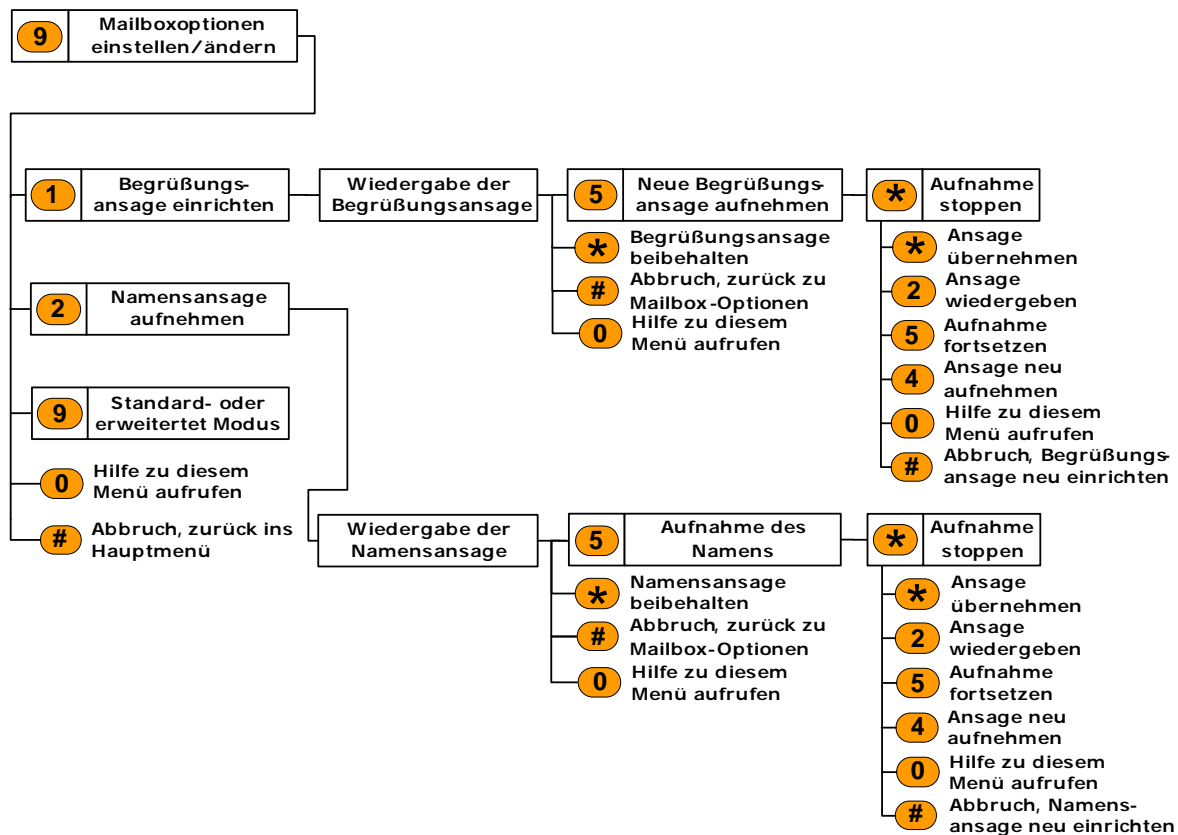 9 Mailboxoptionen
einstellen/ändern
1 Begrüßungs-
ansage einrichten
Wiedergabe der
Begrüßungsansage
5 Neue Begrüßungs-
ansage aufnehmen
* Aufnahme
stoppen
* Begrüßungsansage
beibehalten
# Abbruch, zurück zu
Mailbox-Optionen
0 Hilfe zu diesem
Menü aufrufen
* Ansage
übernehmen
2 Ansage
wiedergeben
5 Aufnahme
fortsetzen
4 Ansage neu
aufnehmen
0 Hilfe zu diesem
Menü aufrufen
# Abbruch, Begrüßungs-
ansage neu einrichten
2 Namensansage
aufnehmen
9 Standard- oder
erweitertet Modus
0 Hilfe zu diesem
Menü aufrufen
# Abbruch, zurück ins
Hauptmenü
Wiedergabe der
Namensansage
5 Aufnahme des
Namens
* Aufnahme
stoppen
* Namensansage
beibehalten
# Abbruch, zurück zu
Mailbox-Optionen
0 Hilfe zu diesem
Menü aufrufen
* Ansage
übernehmen
2 Ansage
wiedergeben
5 Aufnahme
fortsetzen
4 Ansage neu
aufnehmen
0 Hilfe zu diesem
Menü aufrufen
# Abbruch, Namens-
ansage neu einrichten